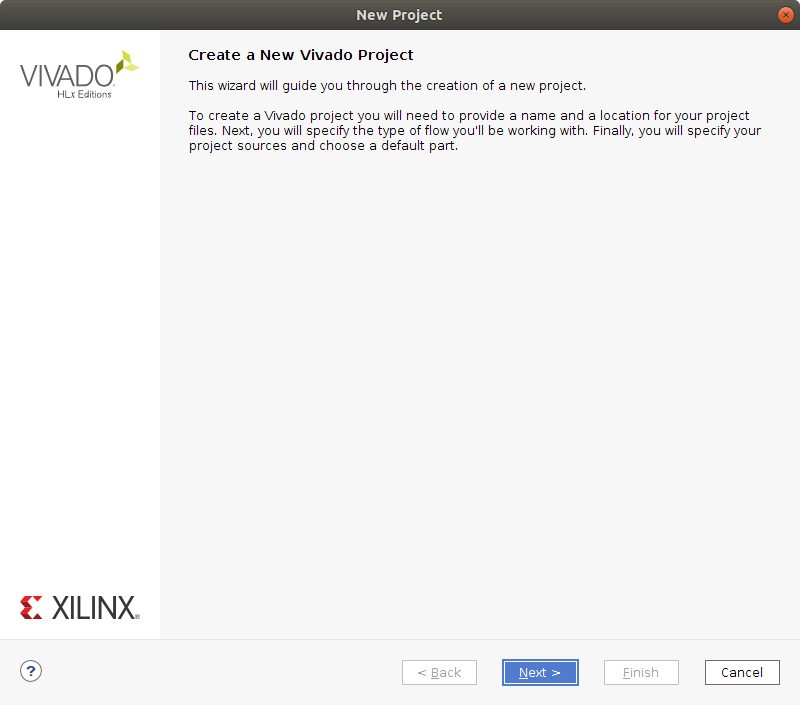 New Project
VIVADO
HLx Editions
Create a New Vivado Project
This wizard will guide you through the creation of a new project.
To create a Vivado project you will need to provide a name and a location for your project
files. Next, you will specify the type of flow you'll be working with. Finally, you will specify your
project sources and choose a default part.
XILINX®
?
< Back
Next >
Finish
Cancel